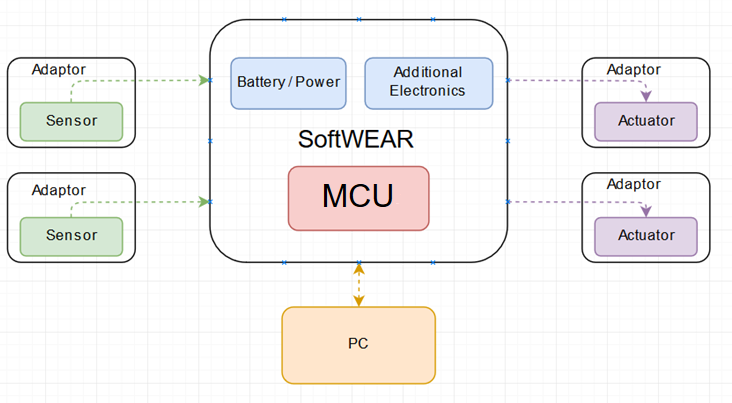 Adaptor
Sensor
Adaptor
Sensor
Battery / Power
Additional
Electronics
SoftWEAR
MCU
Adaptor
Actuator
Adaptor
Actuator
PC